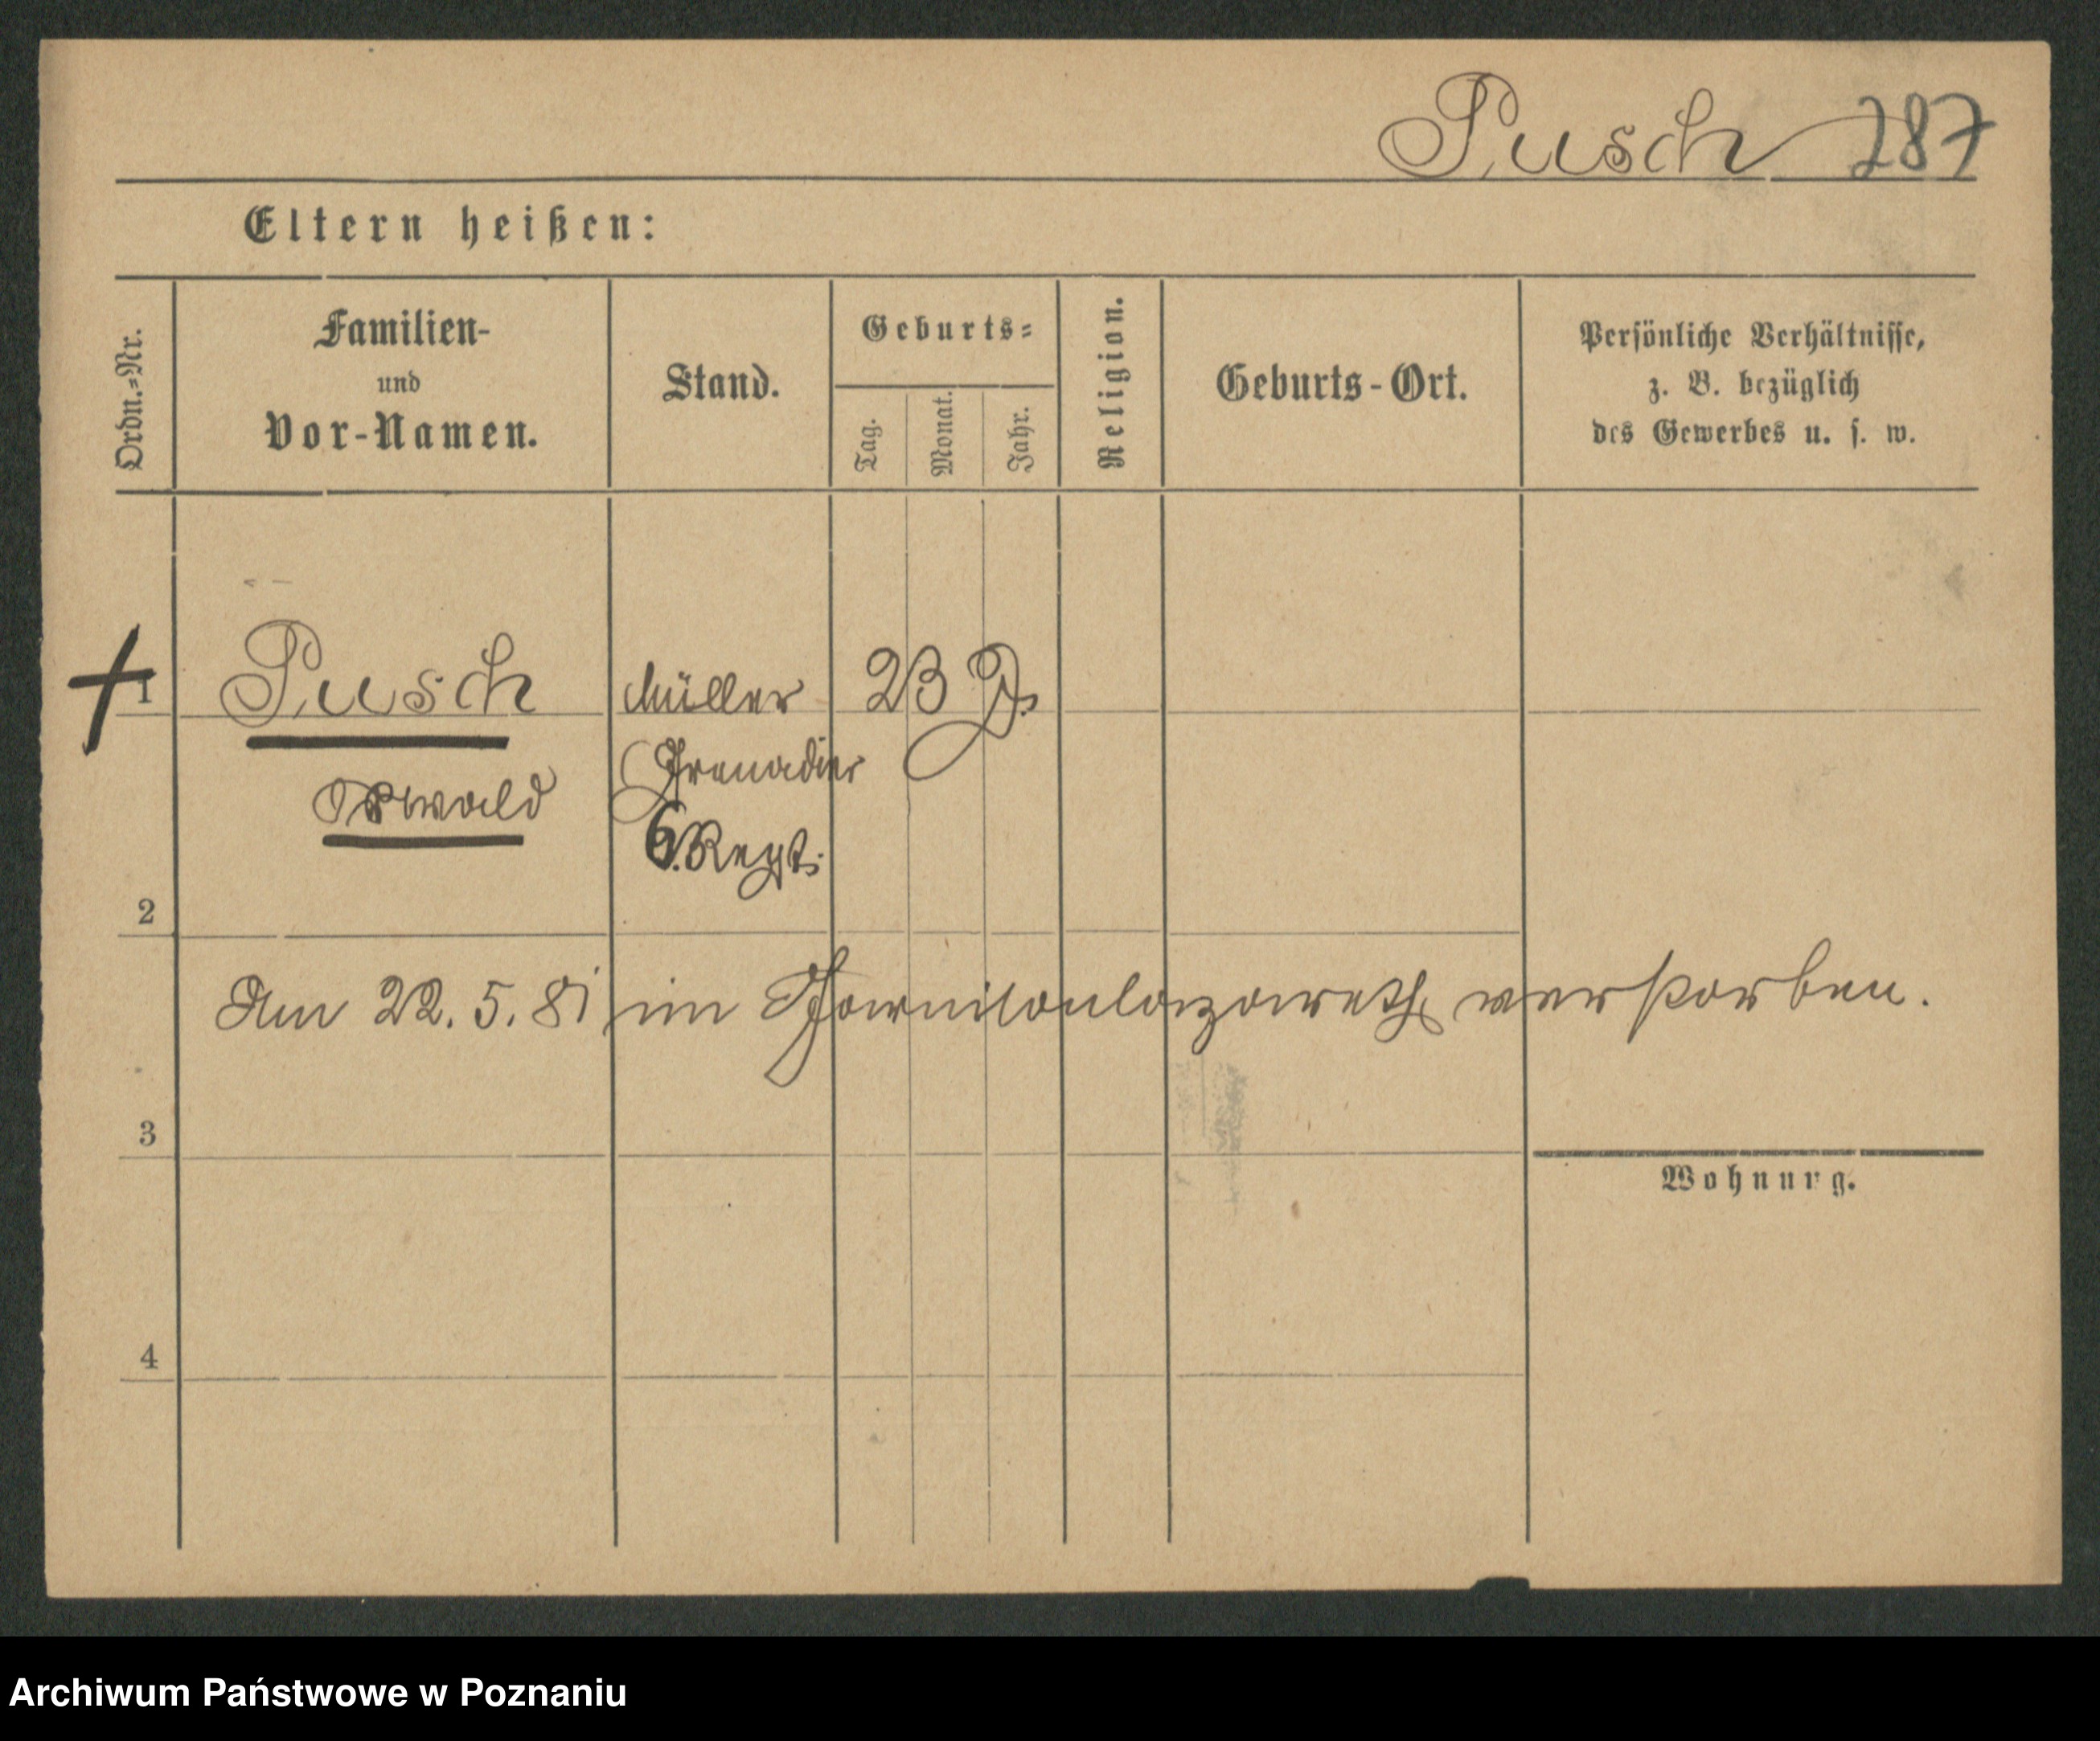 Pusch 287
Eltern heißen:
Ordn.=Nr.
Familien-
und
Vor-Namen.
Stand.
Geburts=
Tag.
Monat.
Jahr.
Religion.
Geburts-Ort.
Persönliche Verhältnisse,
z. B. bezüglich
des Gewerbes u. s. w.
1
Pusch
Müller
23 J.
Oswald
Grenadier
6. Regt.
2
Am 22. 5. 81 im Garnisonlazareth verstorben.
3
Wohnung.
4
Archiwum Państwowe w Poznaniu